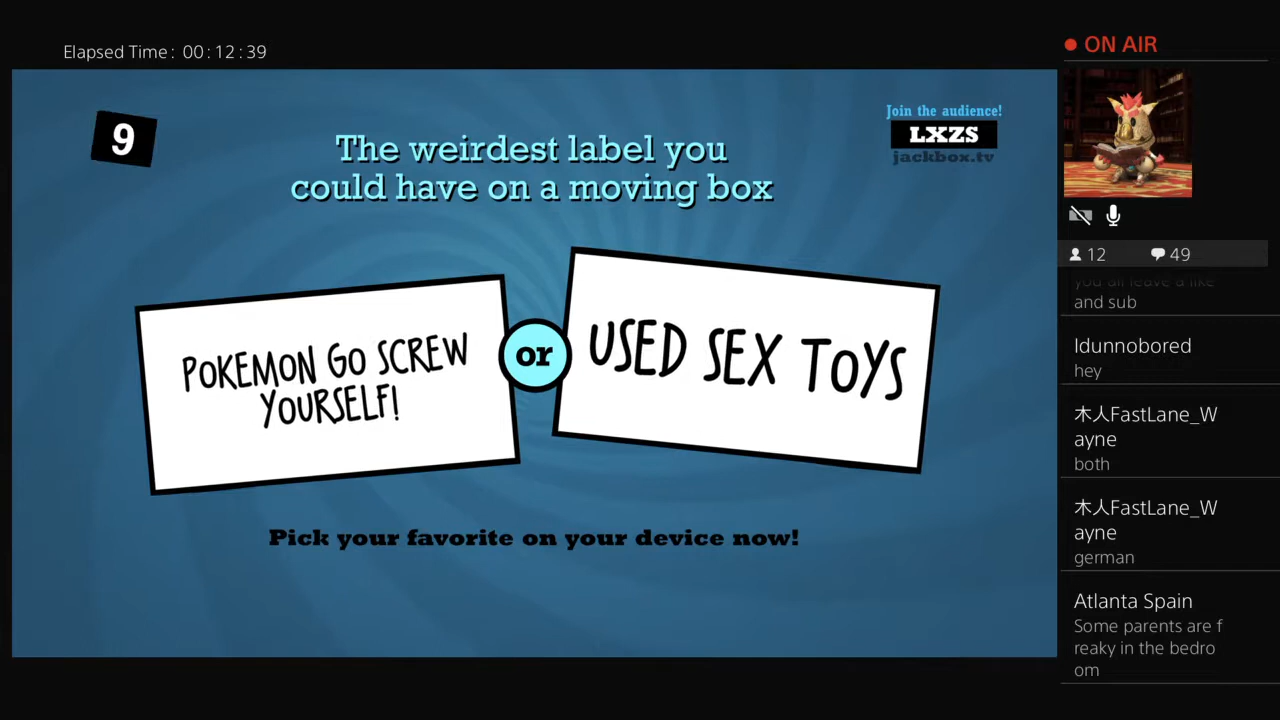 Elapsed Time: 00:12:39
ON AIR
9
The weirdest label you
could have on a moving box
Join the audience!
LXZS
jackbox.tv
POKEMON GO SCREW
YOURSELF!
or
USED SEX TOYS
Pick your favorite on your device now!
12
49
you all leave a like
and sub
Idunnobored
hey
木人FastLane_W
ayne
both
木人FastLane_W
ayne
german
Atlanta Spain
Some parents are f
reaky in the bedro
om